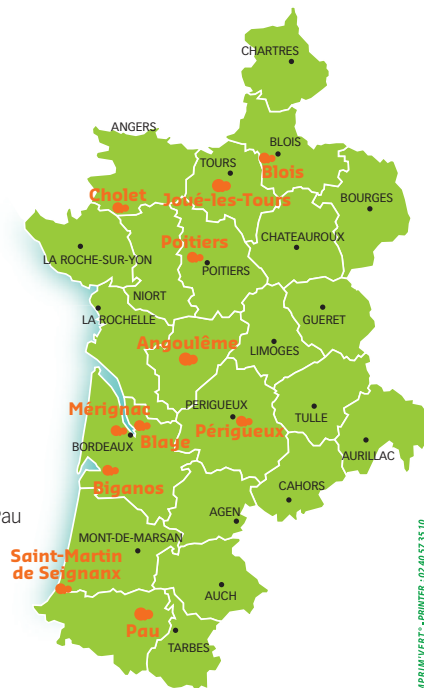 CHARTRES
ANGERS
BLOIS
TOURS
Blois
Cholet
Joué-les-Tours
BOURGES
Poitiers
CHATEAUROUX
LA ROCHE-SUR-YON
POITIERS
NIORT
GUERET
LA ROCHELLE
Angoulême
LIMOGES
Mérignac
PERIGUEUX
TULLE
Blaye
Périgueux
BORDEAUX
AURILLAC
Biganos
CAHORS
AGEN
Pau
MONT-DE-MARSAN
Saint-Martin
de Seignanx
AUCH
Pau
TARBES